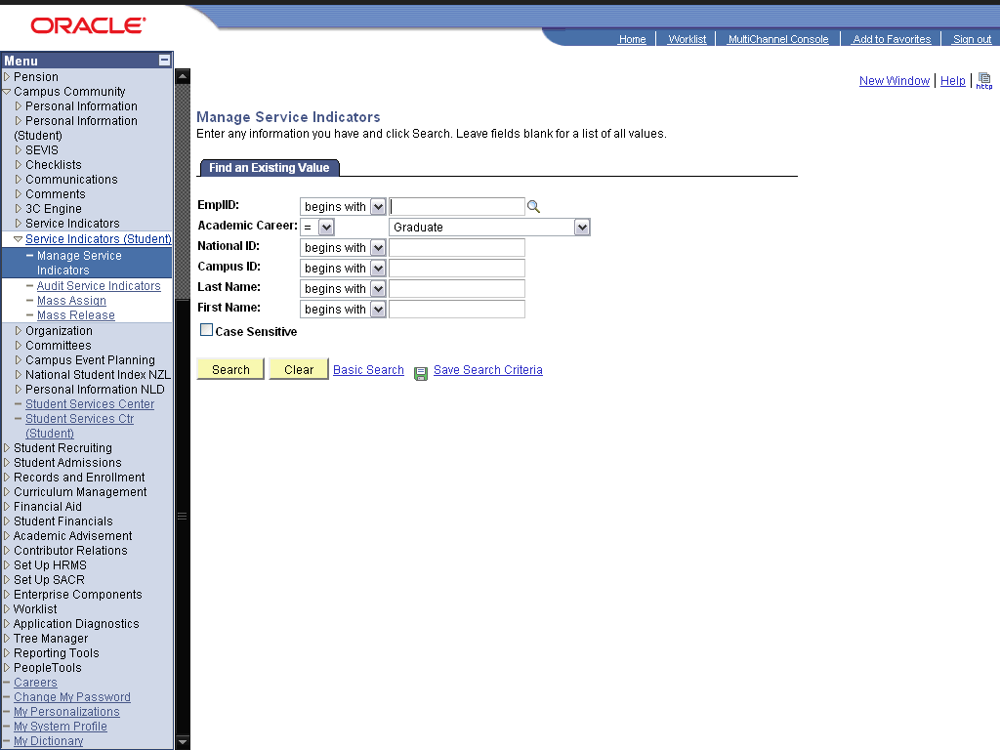 ORACLE
Home
Worklist
MultiChannel Console
Add to Favorites
Sign out
Menu
Pension
Campus Community
Personal Information
Personal Information
(Student)
SEVIS
Checklists
Communications
Comments
3C Engine
Service Indicators
Service Indicators (Student)
Manage Service
Indicators
Audit Service Indicators
Mass Assign
Mass Release
Organization
Committees
Campus Event Planning
National Student Index NZL
Personal Information NLD
Student Services Center
Student Services Ctr
(Student)
Student Recruiting
Student Admissions
Records and Enrollment
Curriculum Management
Financial Aid
Student Financials
Academic Advisement
Contributor Relations
Set Up HRMS
Set Up SACR
Enterprise Components
Worklist
Application Diagnostics
Tree Manager
Reporting Tools
PeopleTools
Careers
Change My Password
My Personalizations
My System Profile
My Dictionary
New Window
Help
http
Manage Service Indicators
Enter any information you have and click Search. Leave fields blank for a list of all values.
Find an Existing Value
EmplID: begins with
Academic Career: = Graduate
National ID: begins with
Campus ID: begins with
Last Name: begins with
First Name: begins with
Case Sensitive
Search Clear Basic Search Save Search Criteria